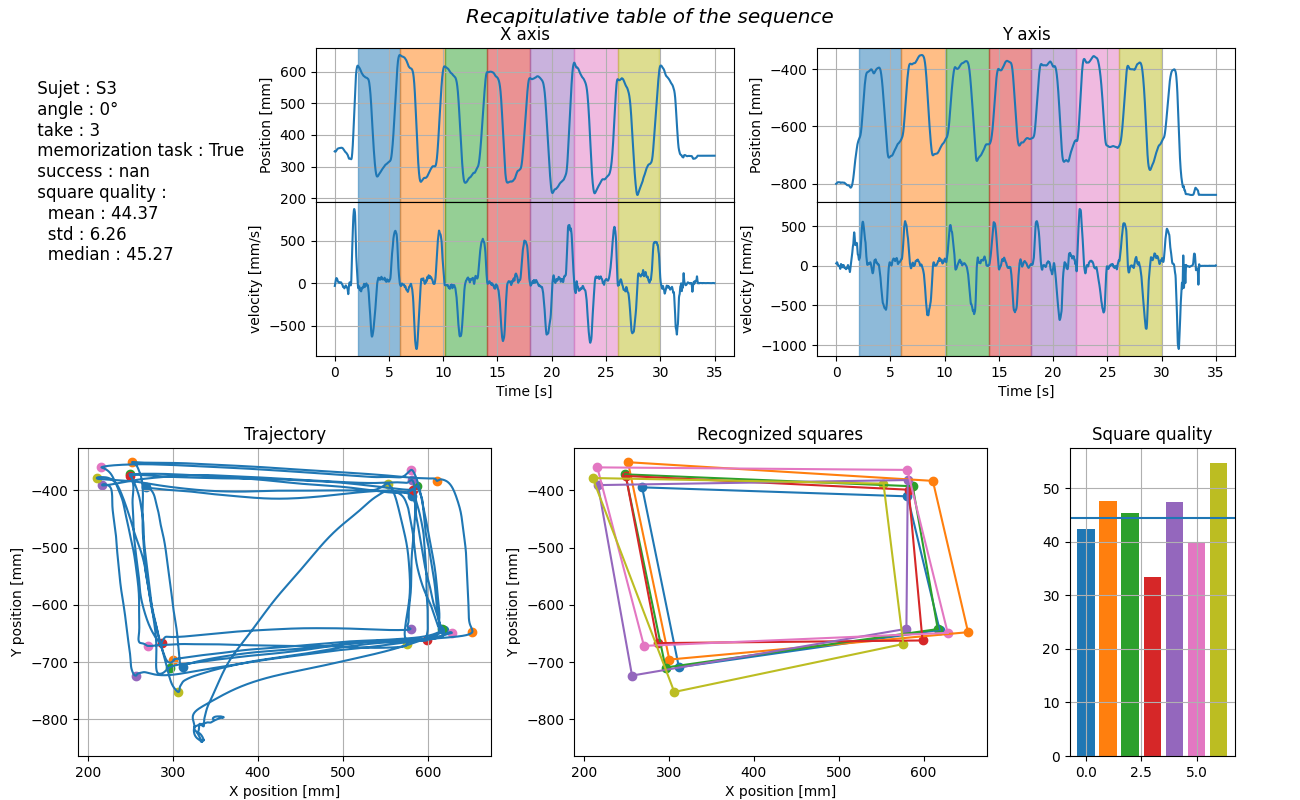 Recapitulative table of the sequence
Sujet : S3
angle : 0°
take : 3
memorization task : True
success : nan
square quality :
mean : 44.37
std : 6.26
median : 45.27
X axis
Position [mm]
600
500
400
300
200
velocity [mm/s]
500
0
−500
0 5 10 15 20 25 30 35
Time [s]
Y axis
Position [mm]
−400
−600
−800
velocity [mm/s]
500
0
−500
−1000
0 5 10 15 20 25 30 35
Time [s]
Trajectory
Y position [mm]
−400
−500
−600
−700
−800
200 300 400 500 600
X position [mm]
Recognized squares
Y position [mm]
−400
−500
−600
−700
−800
200 300 400 500 600
X position [mm]
Square quality
50
40
30
20
10
0
0.0 2.5 5.0